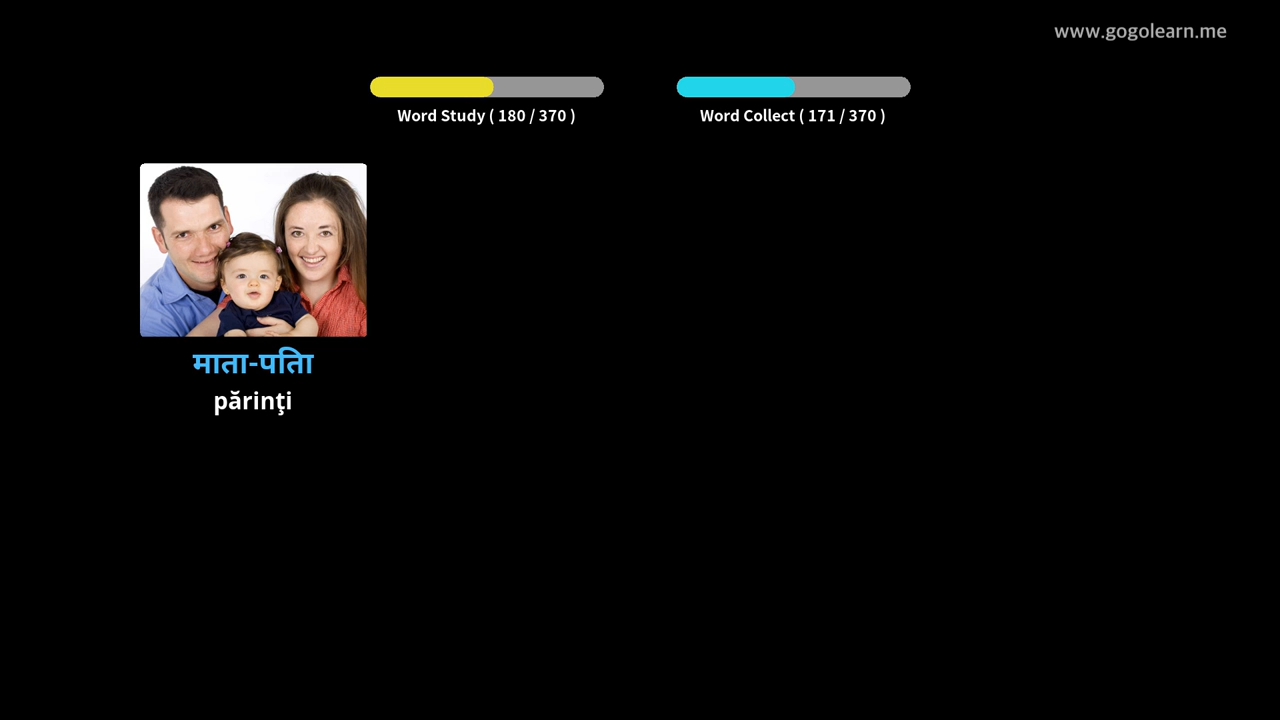 www.gogolearn.me
Word Study ( 180 / 370 )
Word Collect ( 171 / 370 )
माता-पिता
părinţi